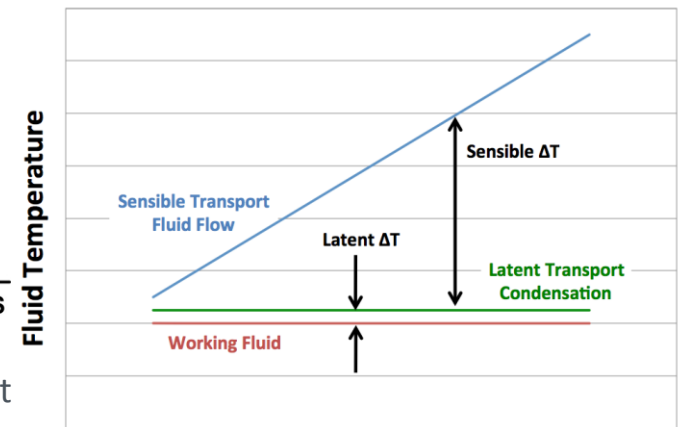 Fluid Temperature
Sensible ΔT
Sensible Transport
Fluid Flow
Latent ΔT
Latent Transport
Condensation
Working Fluid
t